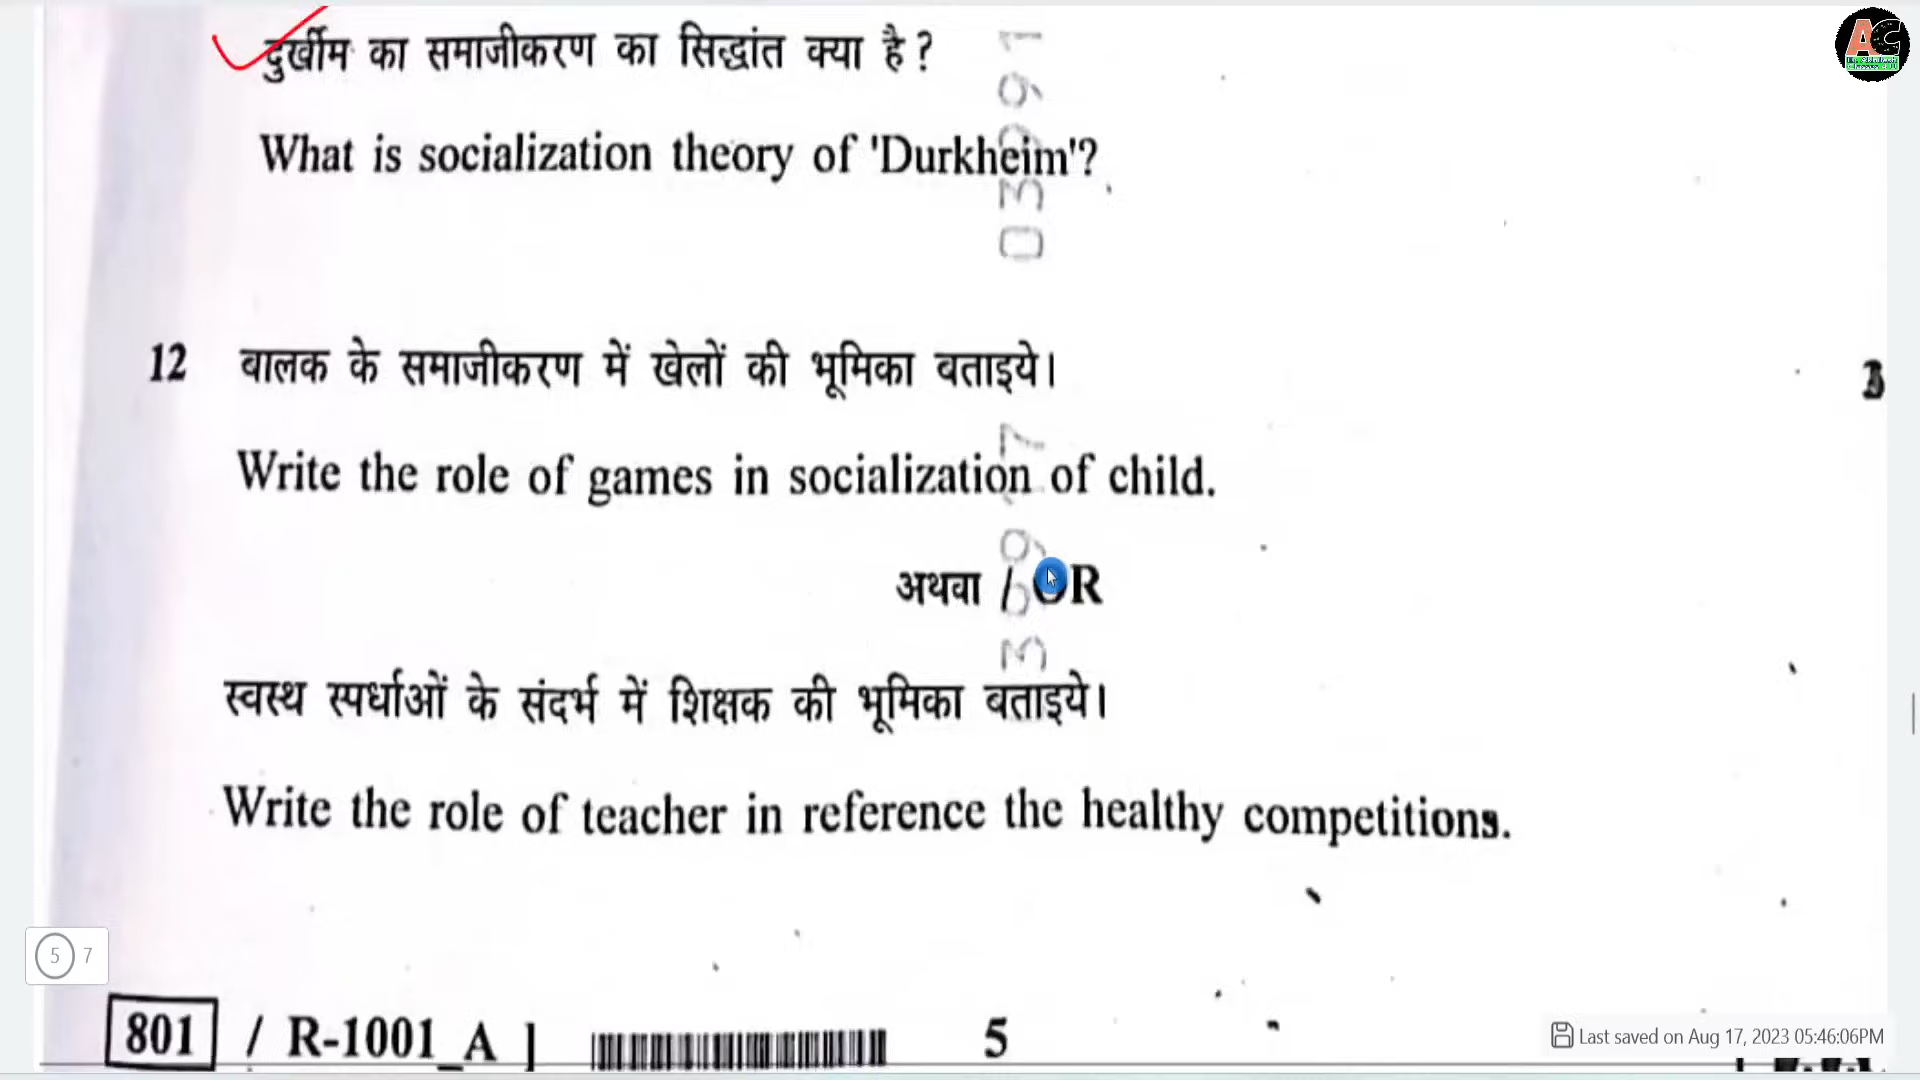 दुर्खीम का समाजीकरण का सिद्धांत क्या है ?
What is socialization theory of 'Durkheim'?
12 बालक के समाजीकरण में खेलों की भूमिका बताइये। 3
Write the role of games in socialization of child.
अथवा / OR
स्वस्थ स्पर्धाओं के संदर्भ में शिक्षक की भूमिका बताइये।
Write the role of teacher in reference the healthy competitions.
5 7
801 / R-1001_A ] 5
Last saved on Aug 17, 2023 05:46:06PM
AC